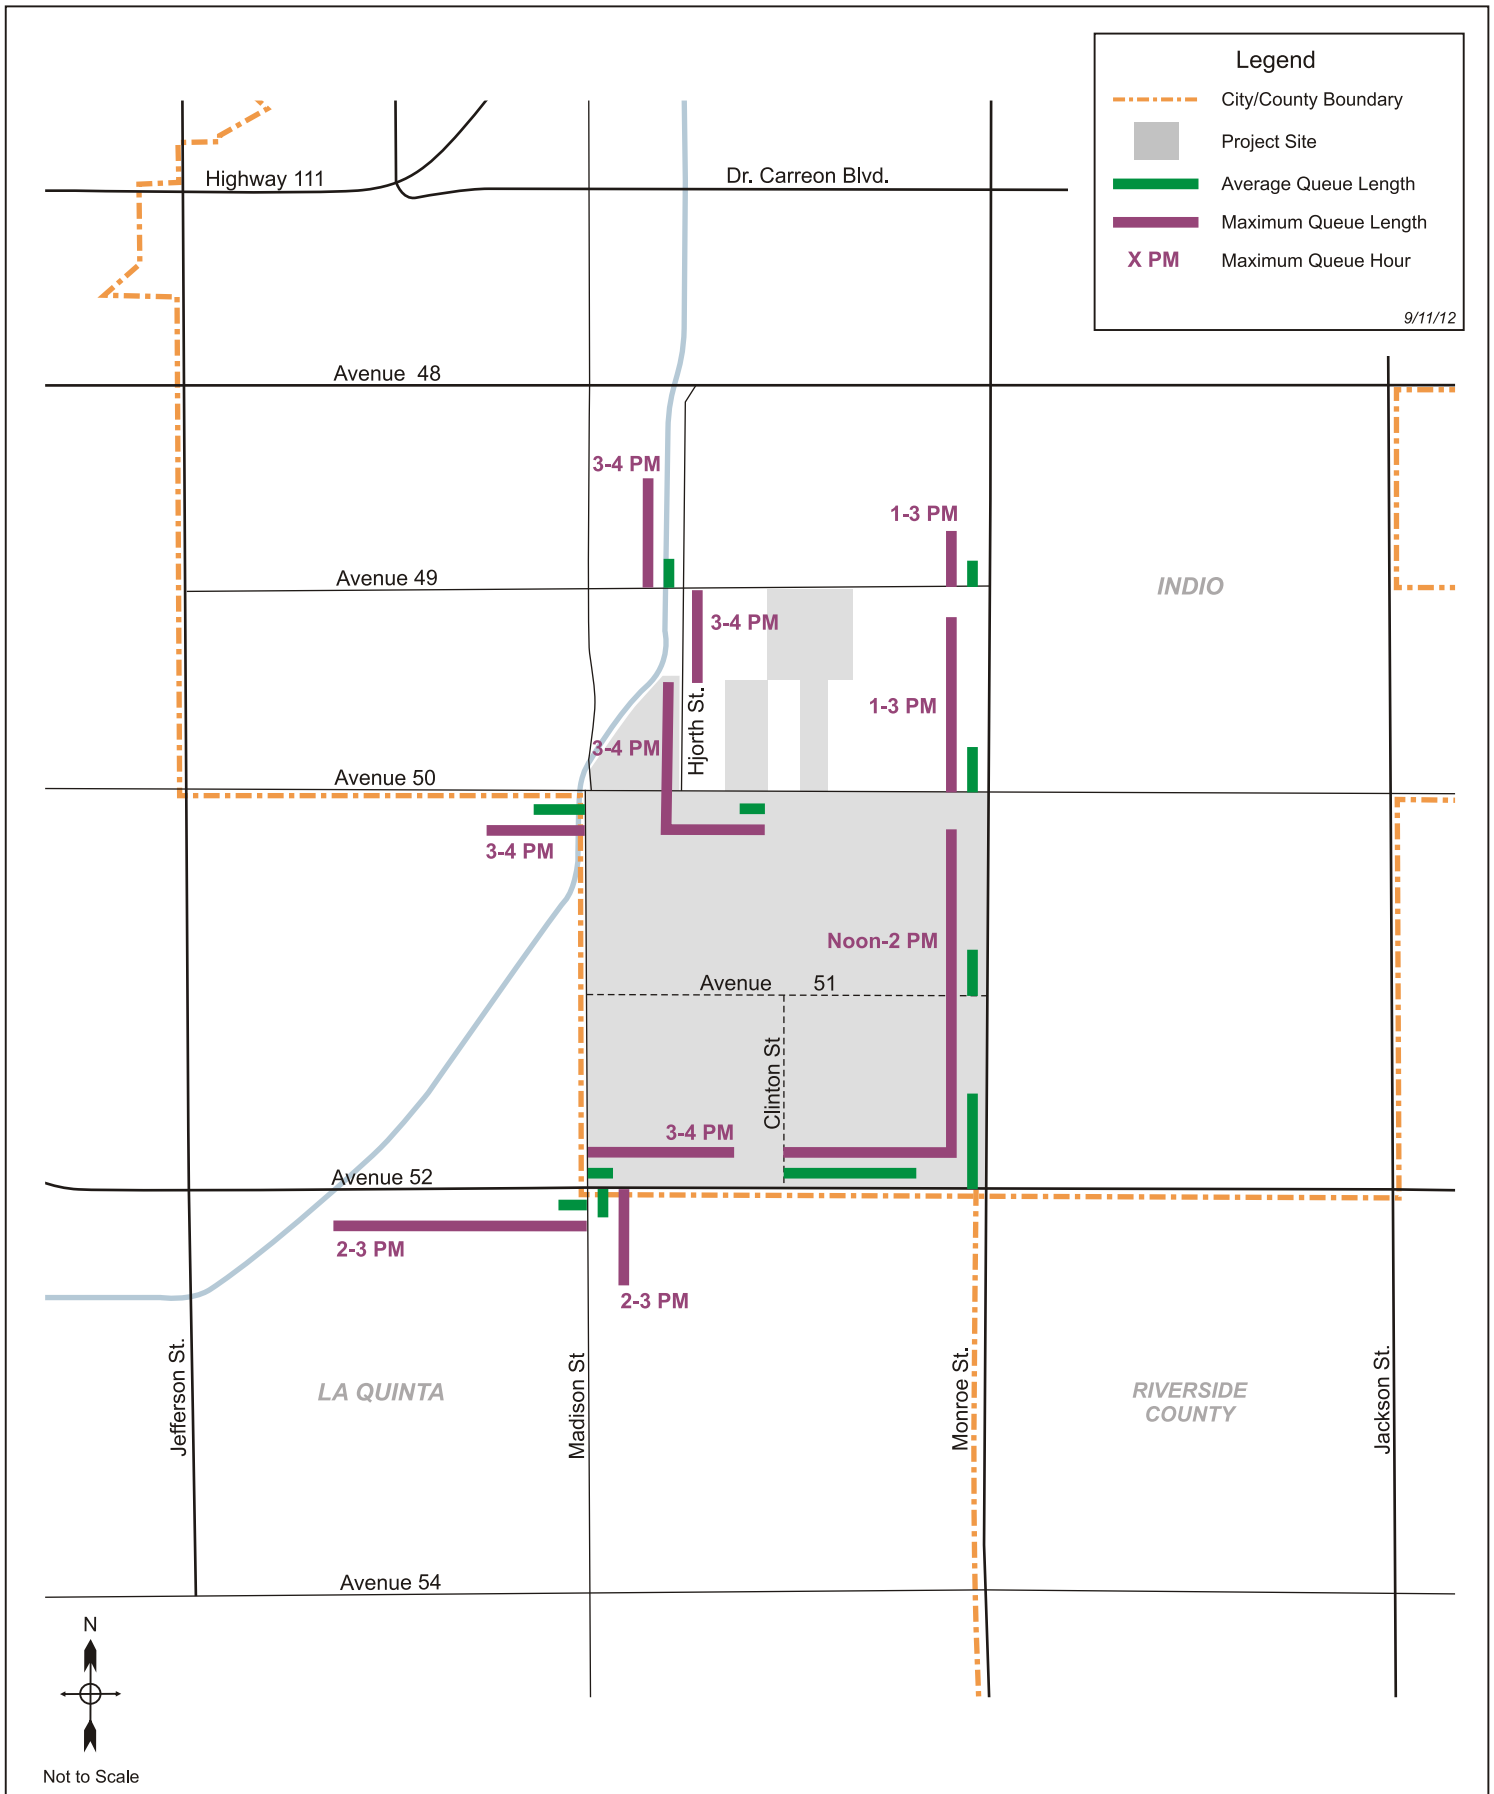 Legend
City/County Boundary
Project Site
Average Queue Length
Maximum Queue Length
X PM Maximum Queue Hour
9/11/12
Highway 111
Dr. Carreon Blvd.
Avenue 48
3-4 PM
1-3 PM
Avenue 49
INDIO
3-4 PM
Hjorth St.
1-3 PM
3-4 PM
Avenue 50
3-4 PM
Noon-2 PM
Avenue 51
Clinton St
3-4 PM
Avenue 52
2-3 PM
2-3 PM
Jefferson St.
LA QUINTA
Madison St
Monroe St.
RIVERSIDE
COUNTY
Jackson St.
Avenue 54
N
Not to Scale